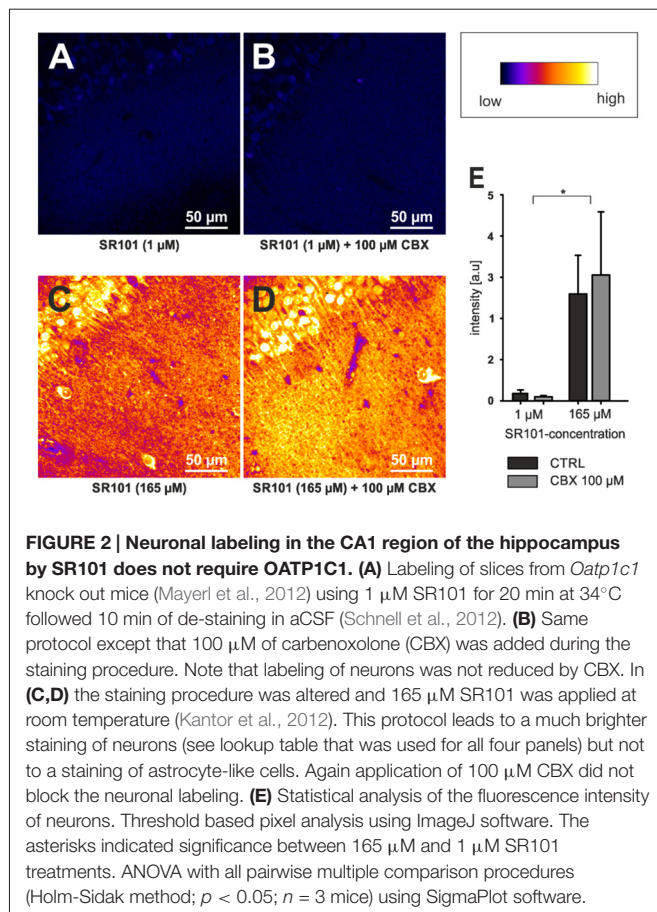 A
B
low
high
50 µm
50 µm
SR101 (1 µM)
SR101 (1 µM) + 100 µM CBX
C
D
50 µm
50 µm
SR101 (165 µM)
SR101 (165 µM) + 100 µM CBX
E
*
intensity [a.u]
5
4
3
1
2
0
1 µM
165 µM
SR101-concentration
CTRL
CBX 100 µM
FIGURE 2 | Neuronal labeling in the CA1 region of the hippocampus
by SR101 does not require OATP1C1. (A) Labeling of slices from Oatp1c1
knock out mice (Mayerl et al., 2012) using 1 µM SR101 for 20 min at 34°C
followed 10 min of de-staining in aCSF (Schnell et al., 2012). (B) Same
protocol except that 100 µM of carbenoxolone (CBX) was added during the
staining procedure. Note that labeling of neurons was not reduced by CBX. In
(C,D) the staining procedure was altered and 165 µM SR101 was applied at
room temperature (Kantor et al., 2012). This protocol leads to a much brighter
staining of neurons (see lookup table that was used for all four panels) but not
to a staining of astrocyte-like cells. Again application of 100 µM CBX did not
block the neuronal labeling. (E) Statistical analysis of the fluorescence intensity
of neurons. Threshold based pixel analysis using ImageJ software. The
asterisks indicated significance between 165 µM and 1 µM SR101
treatments. ANOVA with all pairwise multiple comparison procedures
(Holm-Sidak method; p < 0.05; n = 3 mice) using SigmaPlot software.